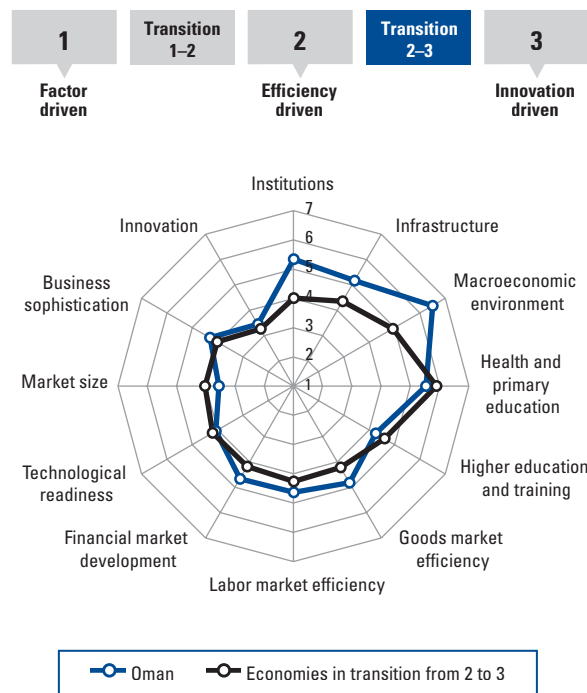 1
Transition
1–2
2
Transition
2–3
3
Factor
driven
Efficiency
driven
Innovation
driven
Institutions
Innovation
Infrastructure
Business
sophistication
Macroeconomic
environment
Market size
Health and
primary
education
Technological
readiness
Higher education
and training
Financial market
development
Goods market
efficiency
Labor market efficiency
7
6
5
4
3
2
1
Oman
Economies in transition from 2 to 3